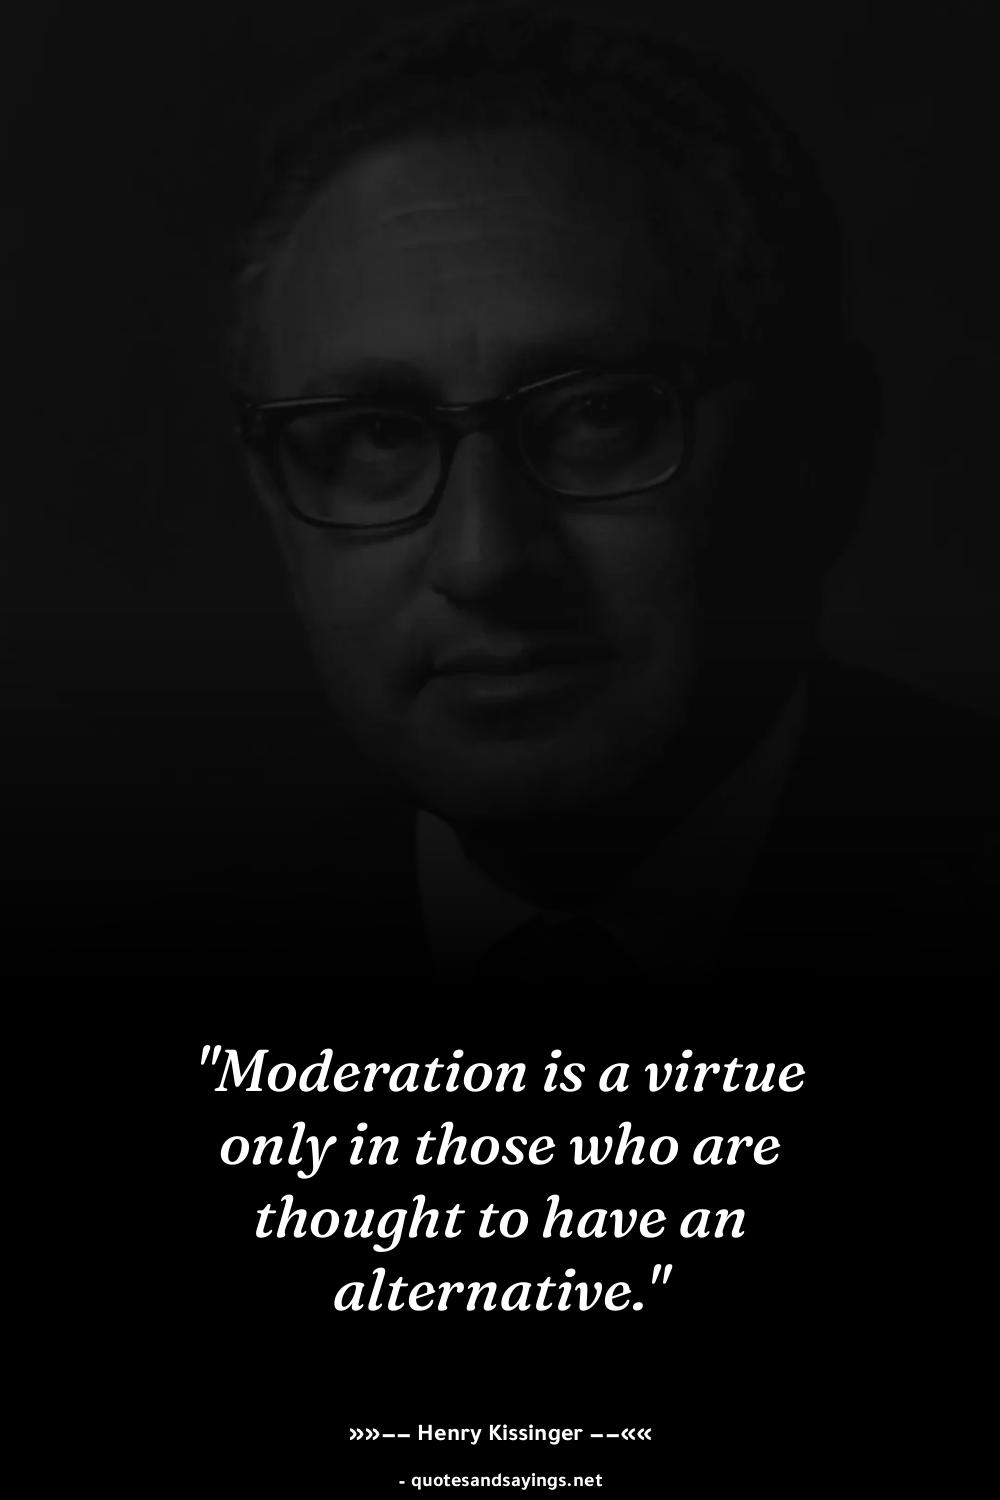 "Moderation is a virtue
only in those who are
thought to have an
alternative."
»»–– Henry Kissinger ––««
- quotesandsayings.net